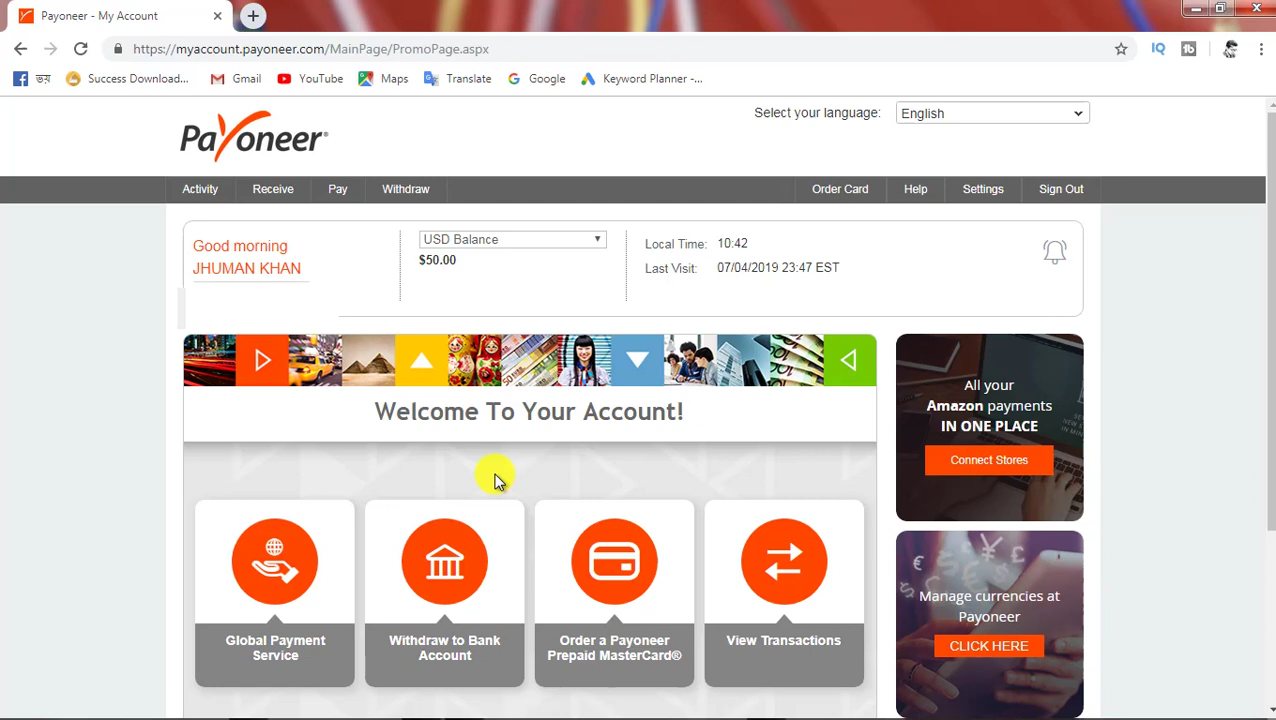 Payoneer - My Account
https://myaccount.payoneer.com/MainPage/PromoPage.aspx
IQ
tb
জয়
Success Download...
Gmail
YouTube
Maps
Translate
Google
Keyword Planner -...
Payoneer
Select your language:
English
Activity
Receive
Pay
Withdraw
Order Card
Help
Settings
Sign Out
Good morning
JHUMAN KHAN
USD Balance
$50.00
Local Time: 10:42
Last Visit: 07/04/2019 23:47 EST
Welcome To Your Account!
Global Payment
Service
Withdraw to Bank
Account
Order a Payoneer
Prepaid MasterCard®
View Transactions
All your
Amazon payments
IN ONE PLACE
Connect Stores
Manage currencies at
Payoneer
CLICK HERE